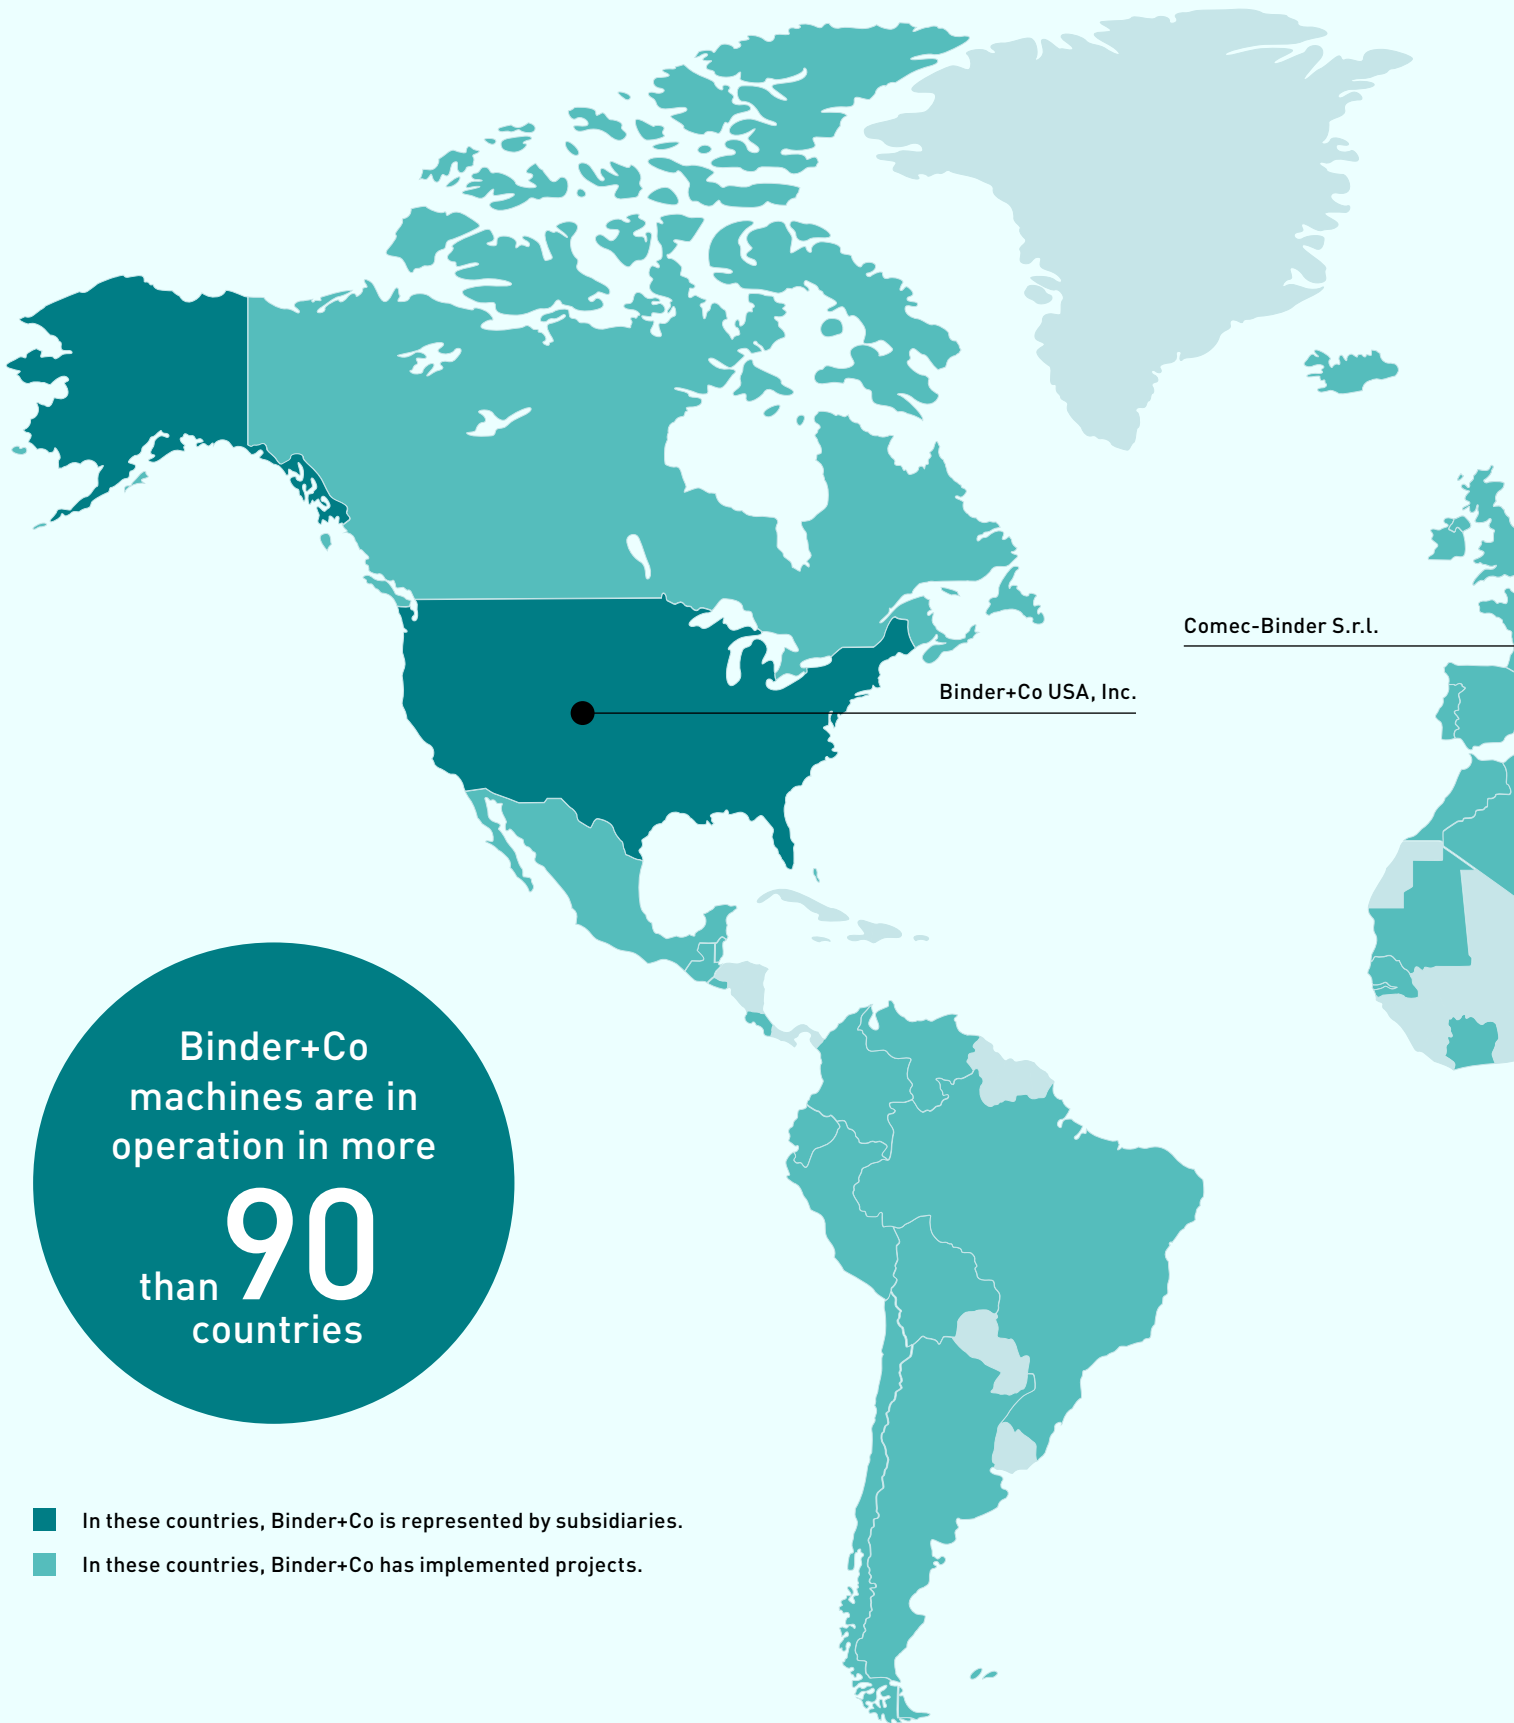 Comec-Binder S.r.l.
Binder+Co USA, Inc.
Binder+Co
machines are in
operation in more
than 90
countries
In these countries, Binder+Co is represented by subsidiaries.
In these countries, Binder+Co has implemented projects.